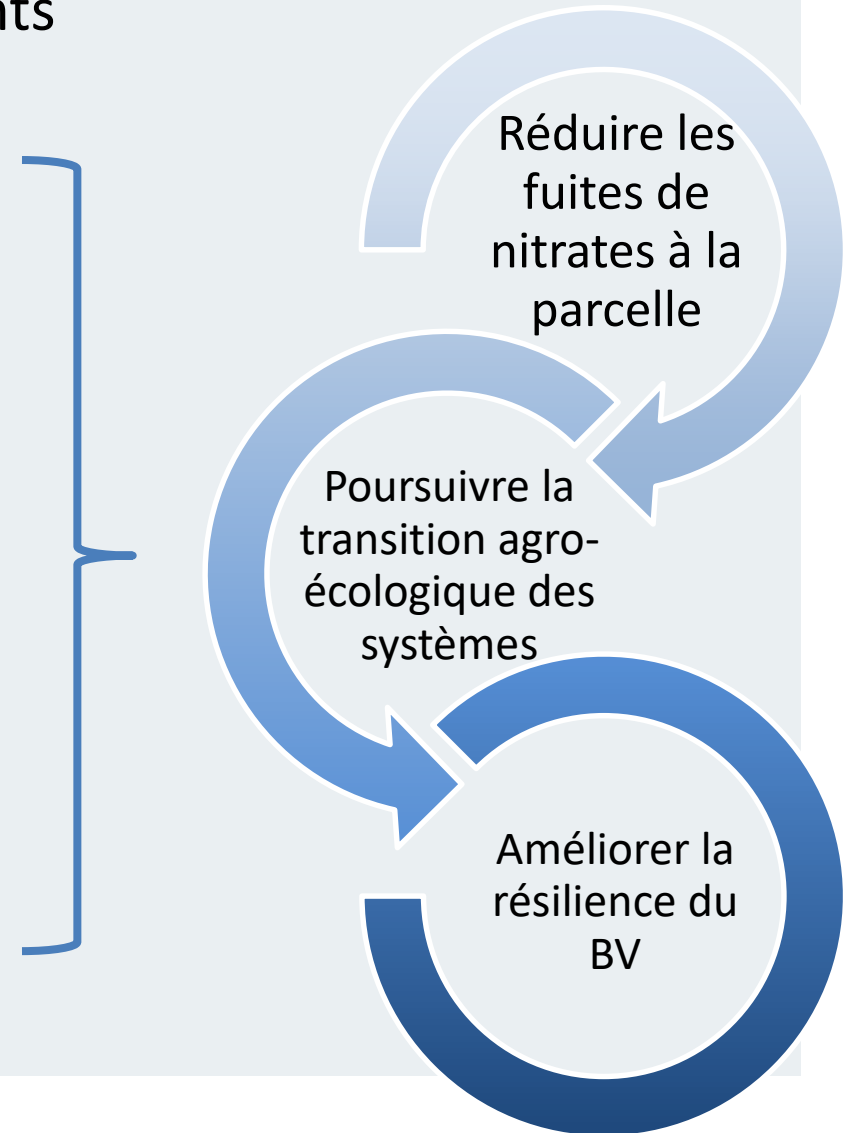 nts
Réduire les
fuites de
nitrates à la
parcelle
Poursuivre la
transition agro-
écologique des
systèmes
Améliorer la
résilience du
BV